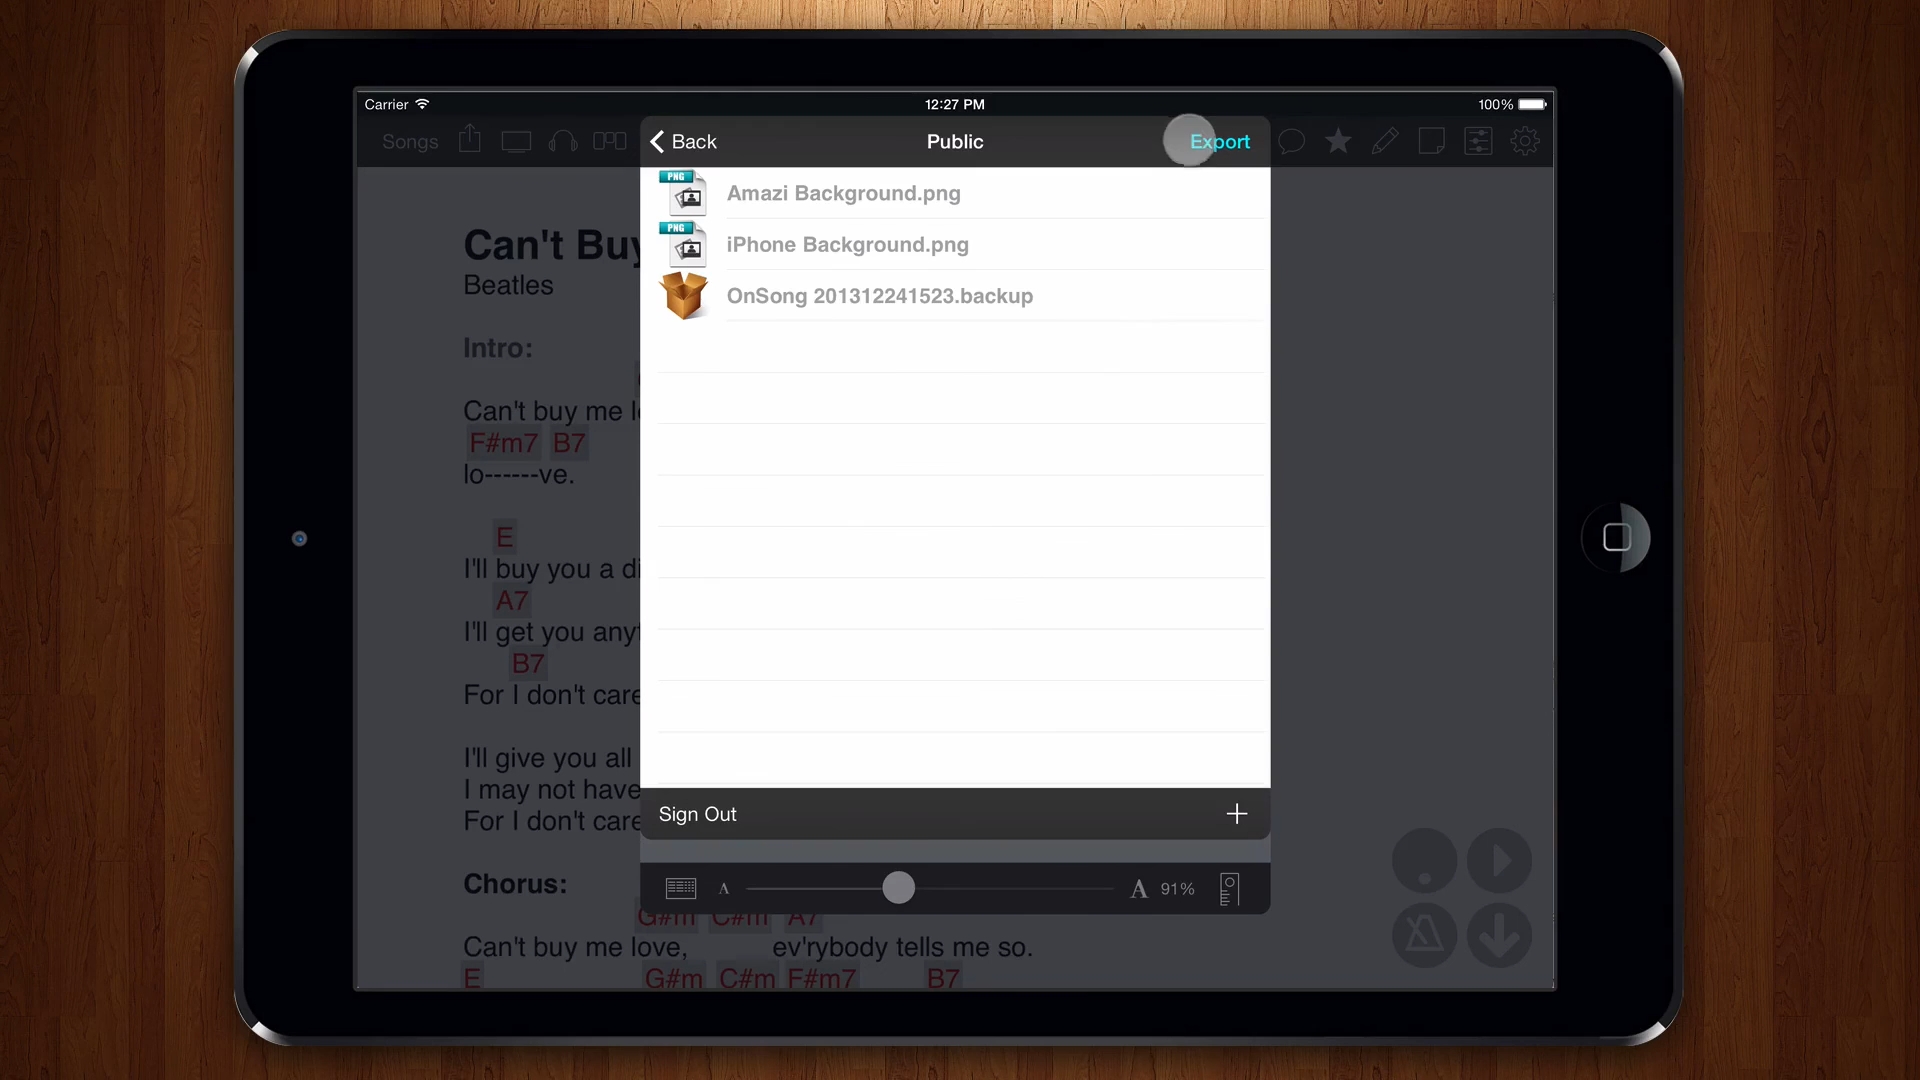 Carrier
12:27 PM
100%
Songs
Back
Public
Export
PNG
Amazi Background.png
PNG
iPhone Background.png
OnSong 201312241523.backup
Can't Buy
Beatles
Intro:
Can't buy me
F#m7 B7
lo------ve.
E
I'll buy you a
A7
I'll get you
B7
For I don't care
I'll give you all
I may not have
For I don't care
Sign Out
A
A
91%
Chorus:
G#m C#m A7
Can't buy me love, ev'rybody tells me so.
E G#m C#m F#m7 B7